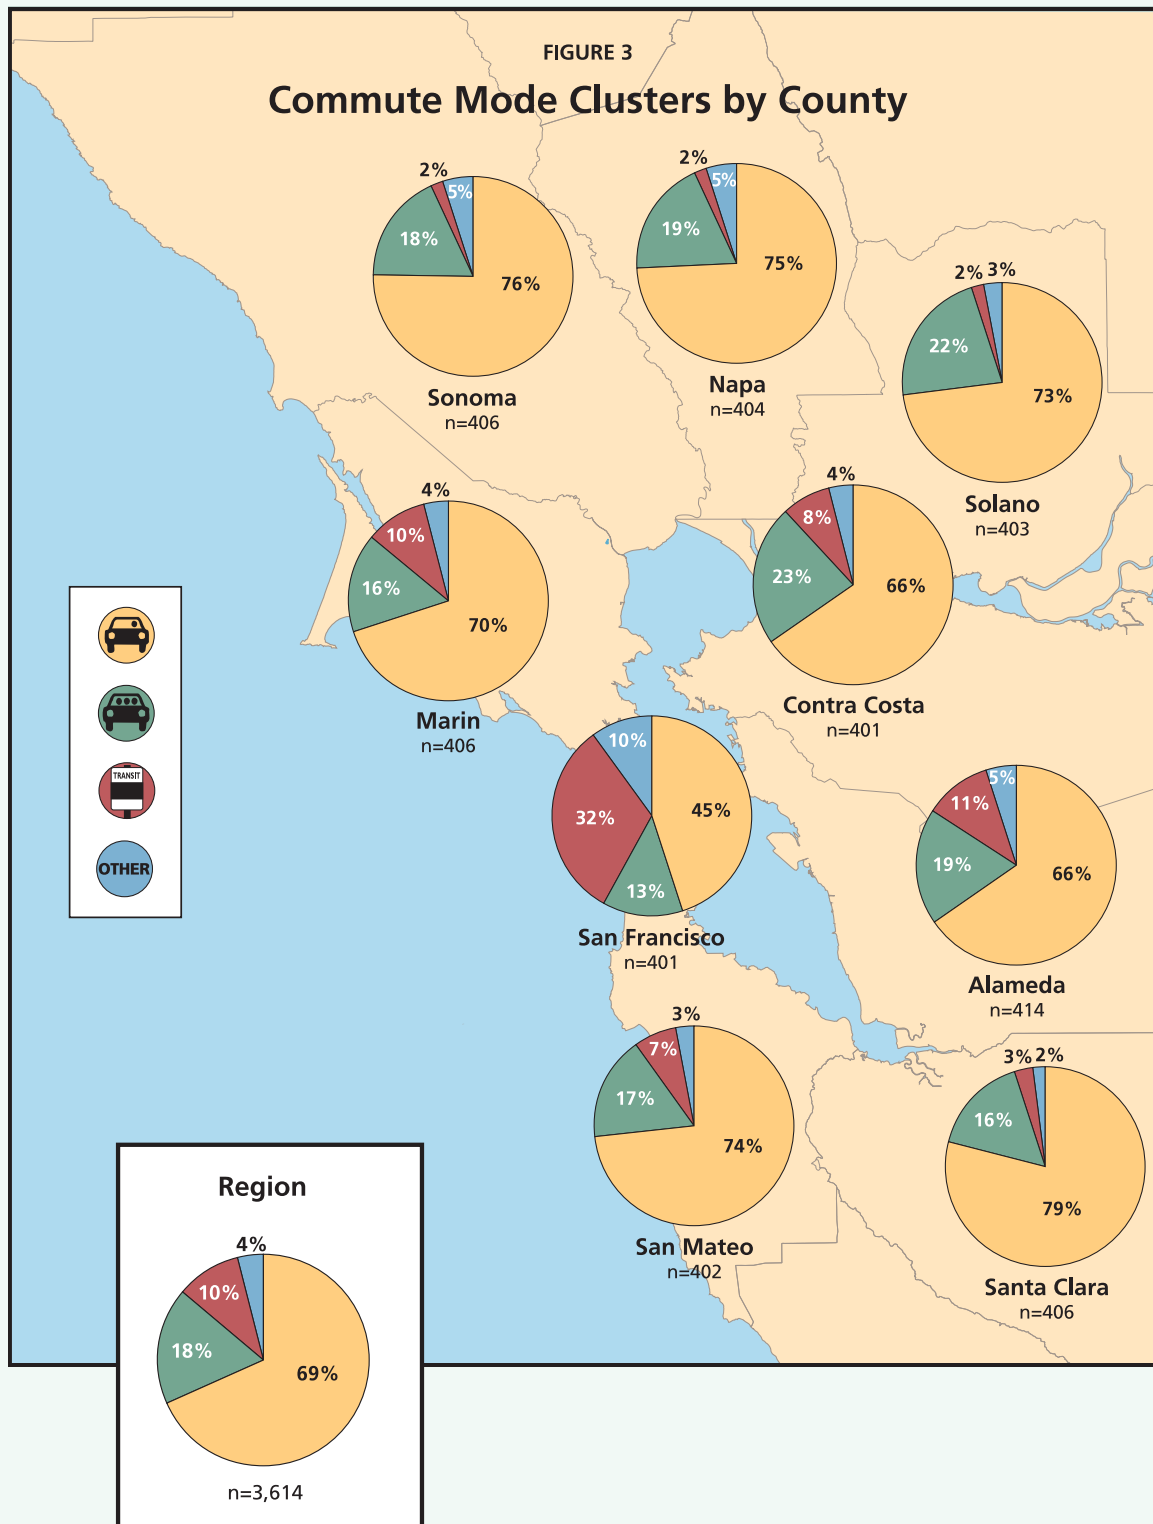 FIGURE 3
Commute Mode Clusters by County
2%
5%
18%
76%
Sonoma
n=406
2%
5%
19%
75%
Napa
n=404
2%
3%
22%
73%
Solano
n=403
4%
10%
16%
70%
Marin
n=406
4%
8%
23%
66%
Contra Costa
n=401
TRANSIT
OTHER
10%
32%
45%
13%
San Francisco
n=401
5%
11%
19%
66%
Alameda
n=414
3%
7%
17%
74%
San Mateo
n=402
3%
2%
16%
79%
Santa Clara
n=406
Region
4%
10%
18%
69%
n=3,614